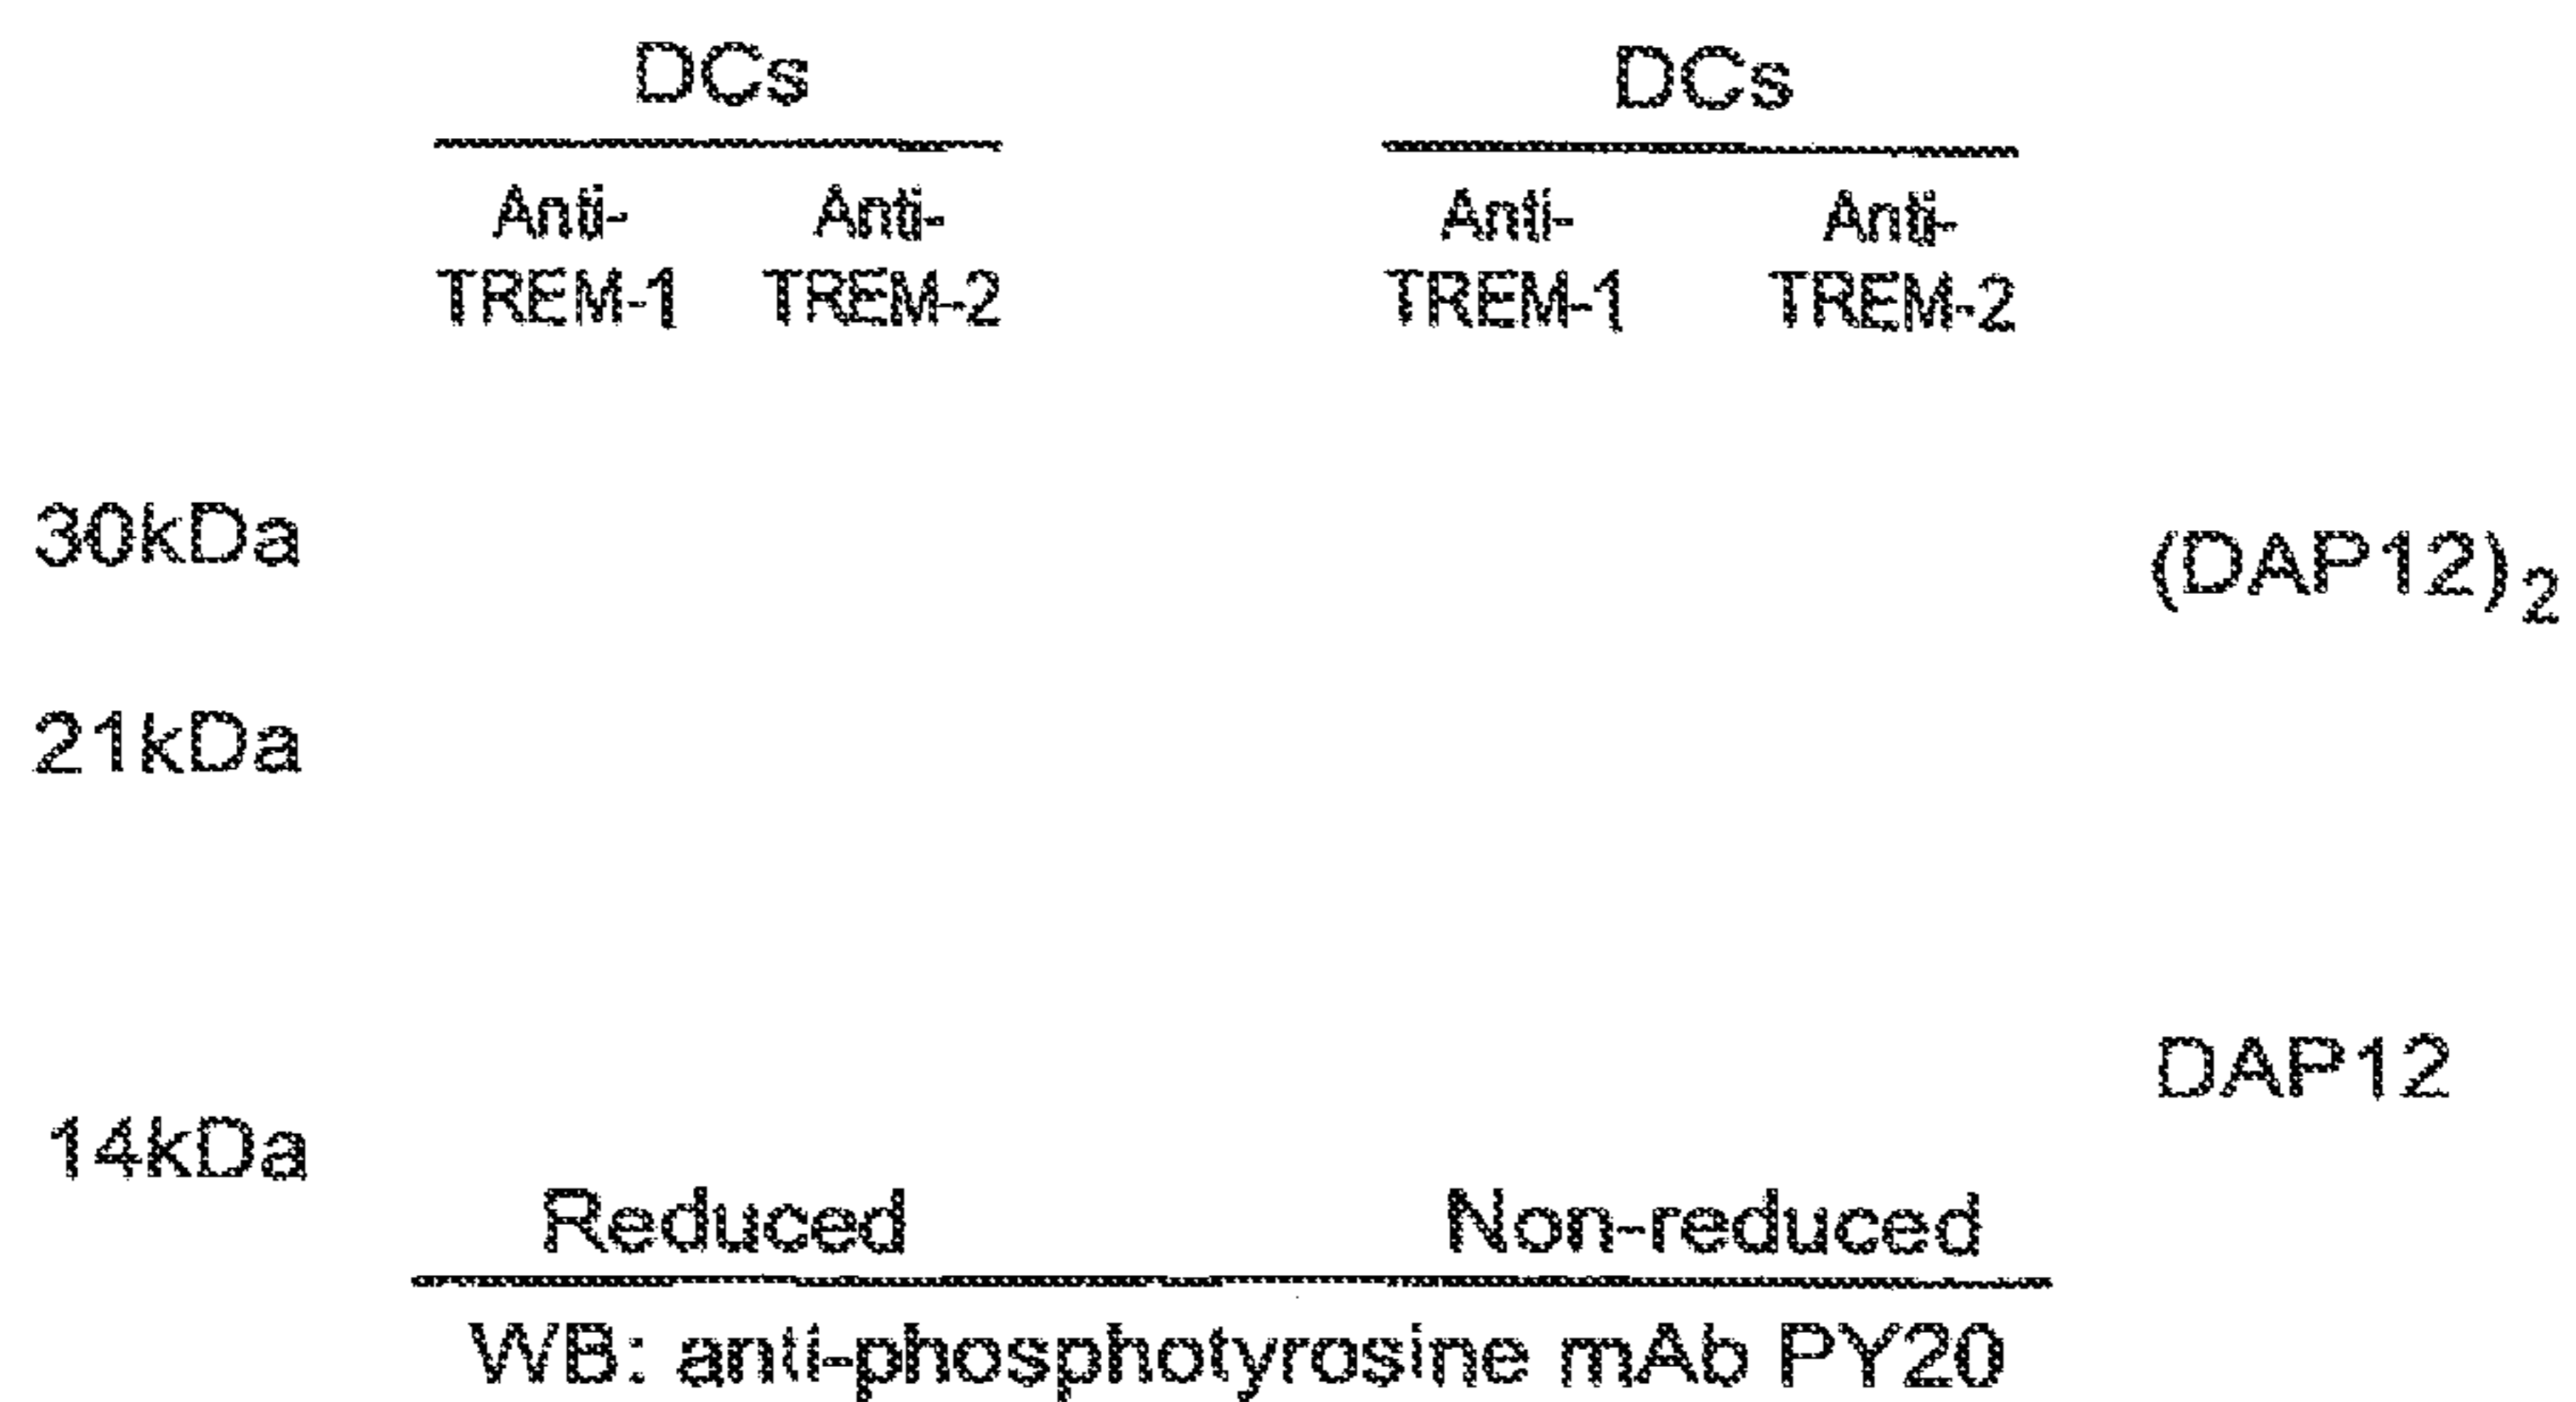 DCs DCs
Anti- Anti- Anti- Anti-
TREM-1 TREM-2 TREM-1 TREM-2
30kDa (DAP12)2
21kDa
DAP12
14kDa
Reduced Non-reduced
WB: anti-phosphotyrosine mAb PY20